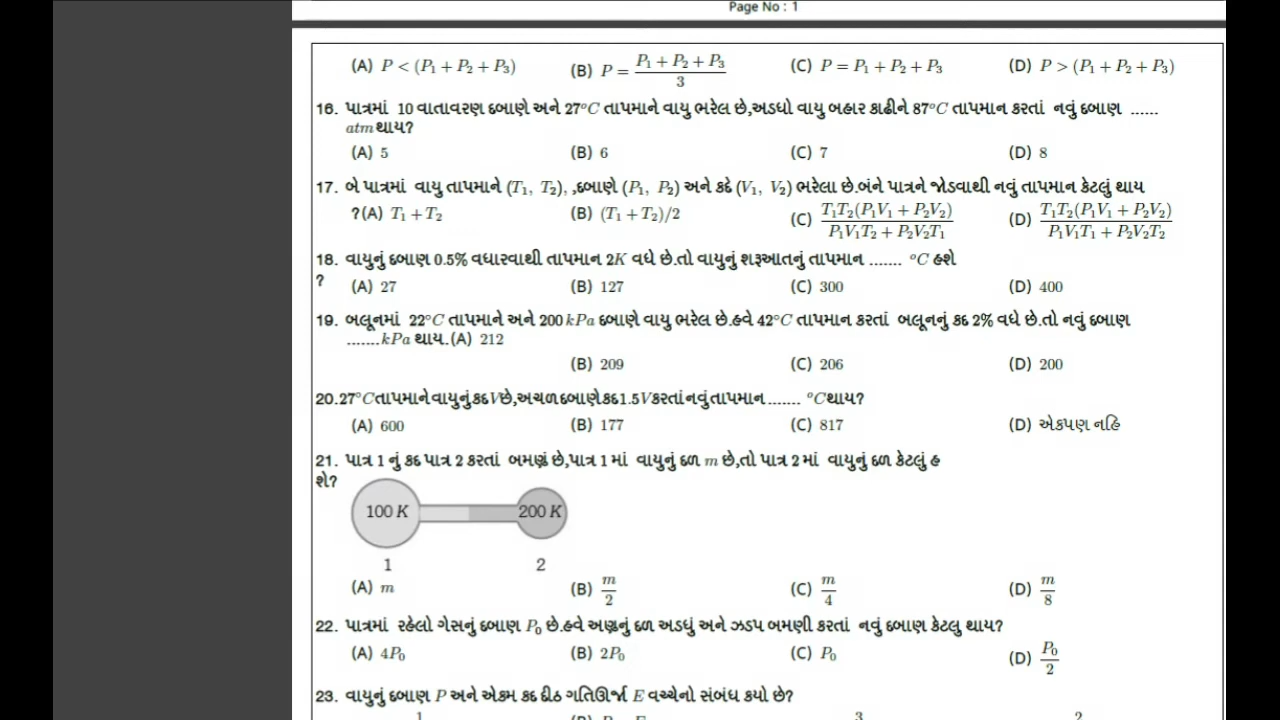 Page No : 1
(A) P < (P₁ + P₂ + P₃) (B) P = (P₁ + P₂ + P₃)/3 (C) P = P₁ + P₂ + P₃ (D) P > (P₁ + P₂ + P₃)
16. પાત્રમાં 10 વાતાવરણ દબાણે અને 27°C તાપમાને વાયુ ભરેલ છે,અડધો વાયુ બહાર કાઢીને 87°C તાપમાન કરતાં નવું દબાણ ......
atm થાય?
(A) 5 (B) 6 (C) 7 (D) 8
17. બે પાત્રમાં વાયુ તાપમાને (T₁, T₂), ,દબાણે (P₁, P₂) અને કદે (V₁, V₂) ભરેલા છે.બંને પાત્રને જોડવાથી નવું તાપમાન કેટલું થાય
? (A) T₁ + T₂ (B) (T₁ + T₂)/2 (C) T₁T₂(P₁V₁ + P₂V₂)/(P₁V₁T₂ + P₂V₂T₁) (D) T₁T₂(P₁V₁ + P₂V₂)/(P₁V₁T₁ + P₂V₂T₂)
18. વાયુનું દબાણ 0.5% વધારવાથી તાપમાન 2K વધે છે.તો વાયુનું શરૂઆતનું તાપમાન ....... °C હશે
?
(A) 27 (B) 127 (C) 300 (D) 400
19. બલૂનમાં 22°C તાપમાને અને 200 kPa દબાણે વાયુ ભરેલ છે.હવે 42°C તાપમાન કરતાં બલૂનનું કદ 2% વધે છે.તો નવું દબાણ
.......kPa થાય. (A) 212
(B) 209 (C) 206 (D) 200
20. 27°C તાપમાને વાયુનું કદ V છે,અચળ દબાણે કદ 1.5V કરતાં નવું તાપમાન ....... °C થાય?
(A) 600 (B) 177 (C) 817 (D) એકપણ નહિ
21. પાત્ર 1 નું કદ પાત્ર 2 કરતાં બમણું છે,પાત્ર 1 માં વાયુનું દળ m છે,તો પાત્ર 2 માં વાયુનું દળ કેટલું હ
શે?
100 K 200 K
1 2
(A) m (B) m/2 (C) m/4 (D) m/8
22. પાત્રમાં રહેલો ગેસનું દબાણ P₀ છે.હવે અણુનું દળ અડધું અને ઝડપ બમણી કરતાં નવું દબાણ કેટલુ થાય?
(A) 4P₀ (B) 2P₀ (C) P₀ (D) P₀/2
23. વાયુનું દબાણ P અને એકમ કદ દીઠ ગતિઊર્જા E વચ્ચેનો સંબંધ કયો છે?